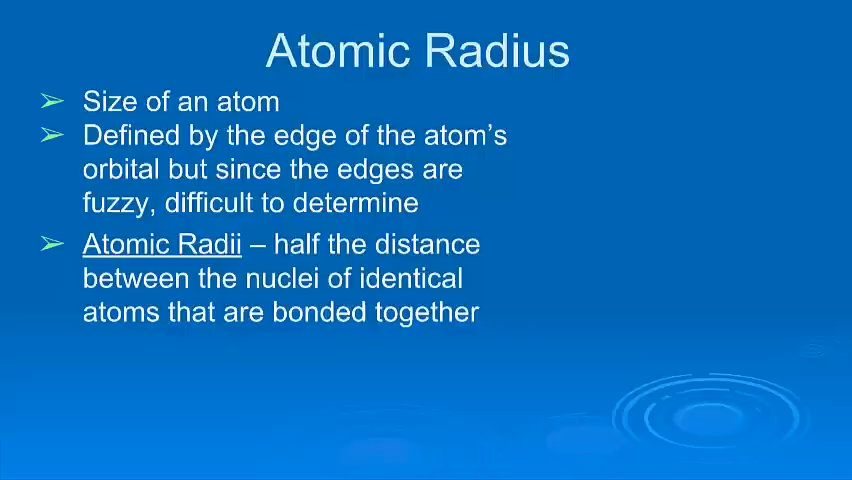 Atomic Radius
➢ Size of an atom
➢ Defined by the edge of the atom’s
orbital but since the edges are
fuzzy, difficult to determine
➢ Atomic Radii – half the distance
between the nuclei of identical
atoms that are bonded together